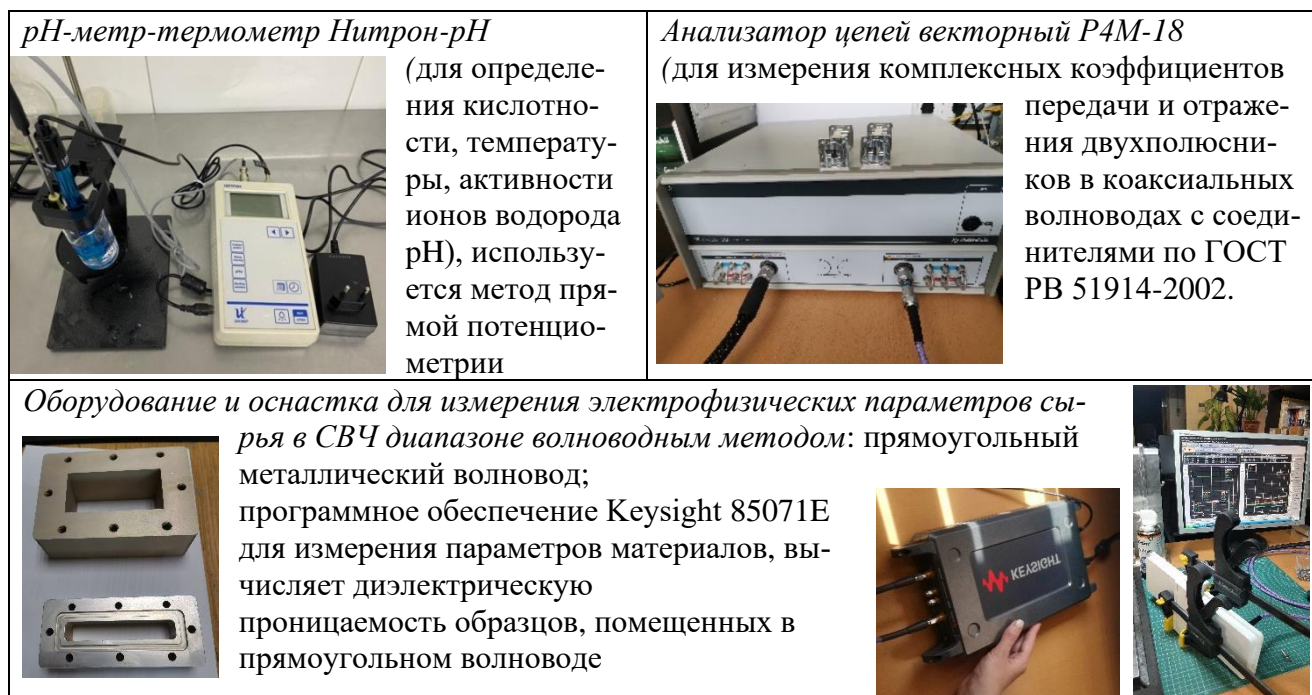 рН-метр-термометр Нитрон-рН
(для определе-
ния кислотно-
сти, температу-
ры, активности
ионов водорода
рН), использу-
ется метод пря-
мой потенцио-
метрии
Анализатор цепей векторный Р4М-18
(для измерения комплексных коэффициентов
передачи и отраже-
ния двухполюсни-
ков в коаксиальных
волноводах с соеди-
нителями по ГОСТ
РВ 51914-2002.
Оборудование и оснастка для измерения электрофизических параметров сы-
рья в СВЧ диапазоне волноводным методом: прямоугольный
металлический волновод;
программное обеспечение Keysight 85071E
для измерения параметров материалов, вы-
числяет диэлектрическую
проницаемость образцов, помещенных в
прямоугольном волноводе
KEYSIGHT